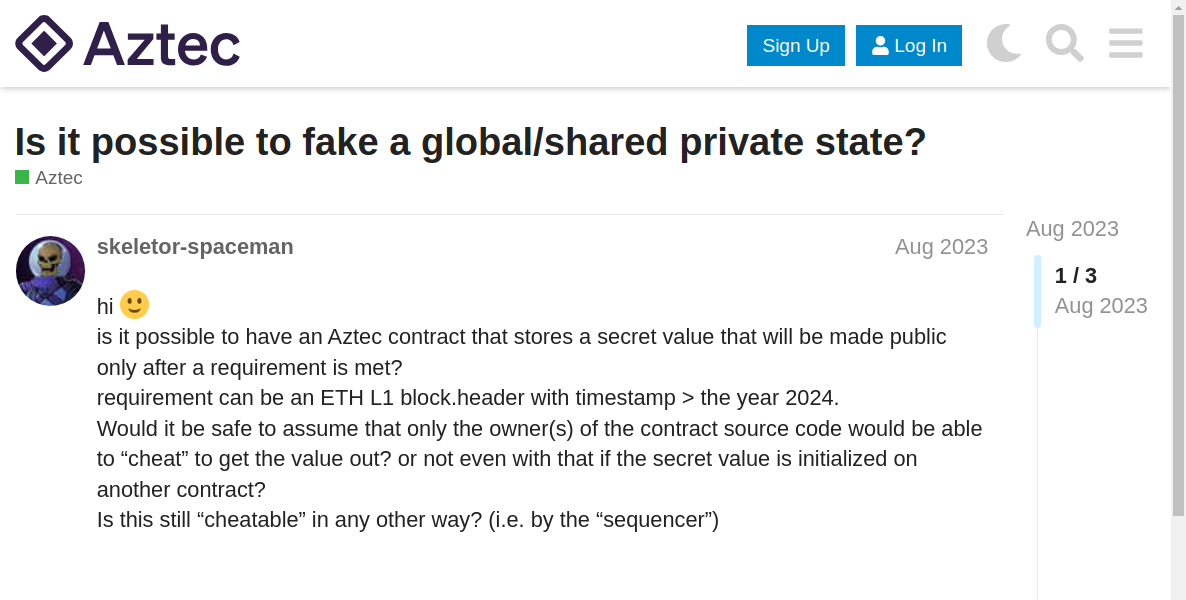 Aztec
Sign Up
Log In
Is it possible to fake a global/shared private state?
Aztec
skeletor-spaceman
Aug 2023
hi
is it possible to have an Aztec contract that stores a secret value that will be made public
only after a requirement is met?
requirement can be an ETH L1 block.header with timestamp > the year 2024.
Would it be safe to assume that only the owner(s) of the contract source code would be able
to “cheat” to get the value out? or not even with that if the secret value is initialized on
another contract?
Is this still “cheatable” in any other way? (i.e. by the “sequencer”)
Aug 2023
1 / 3
Aug 2023